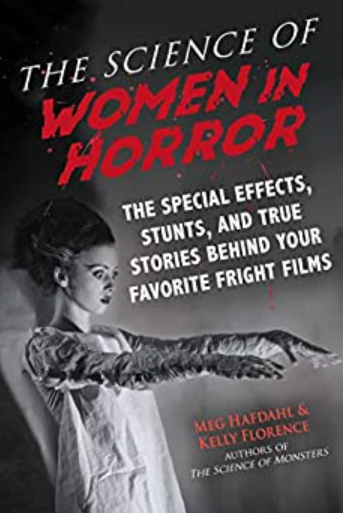 THE SCIENCE OF
WOMEN IN
HORROR
THE SPECIAL EFFECTS,
STUNTS, AND TRUE
STORIES BEHIND YOUR
FAVORITE FRIGHT FILMS
MEG HAFDAHL &
KELLY FLORENCE
AUTHORS OF
THE SCIENCE OF MONSTERS